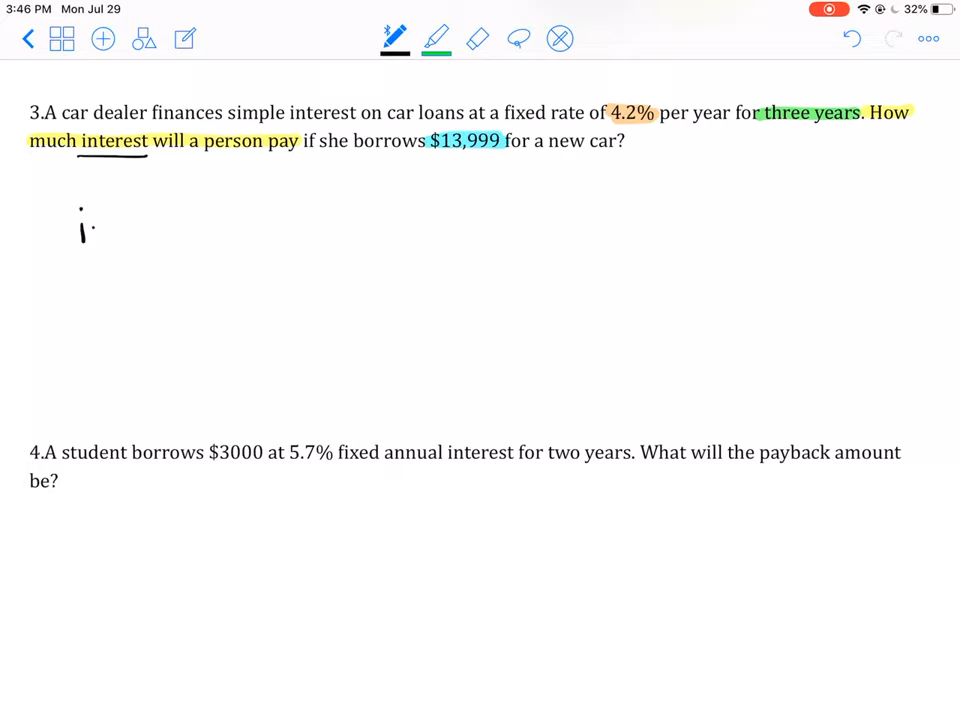 3:46 PM Mon Jul 29 32%
3.A car dealer finances simple interest on car loans at a fixed rate of 4.2% per year for three years. How
much interest will a person pay if she borrows $13,999 for a new car?
i
4.A student borrows $3000 at 5.7% fixed annual interest for two years. What will the payback amount
be?